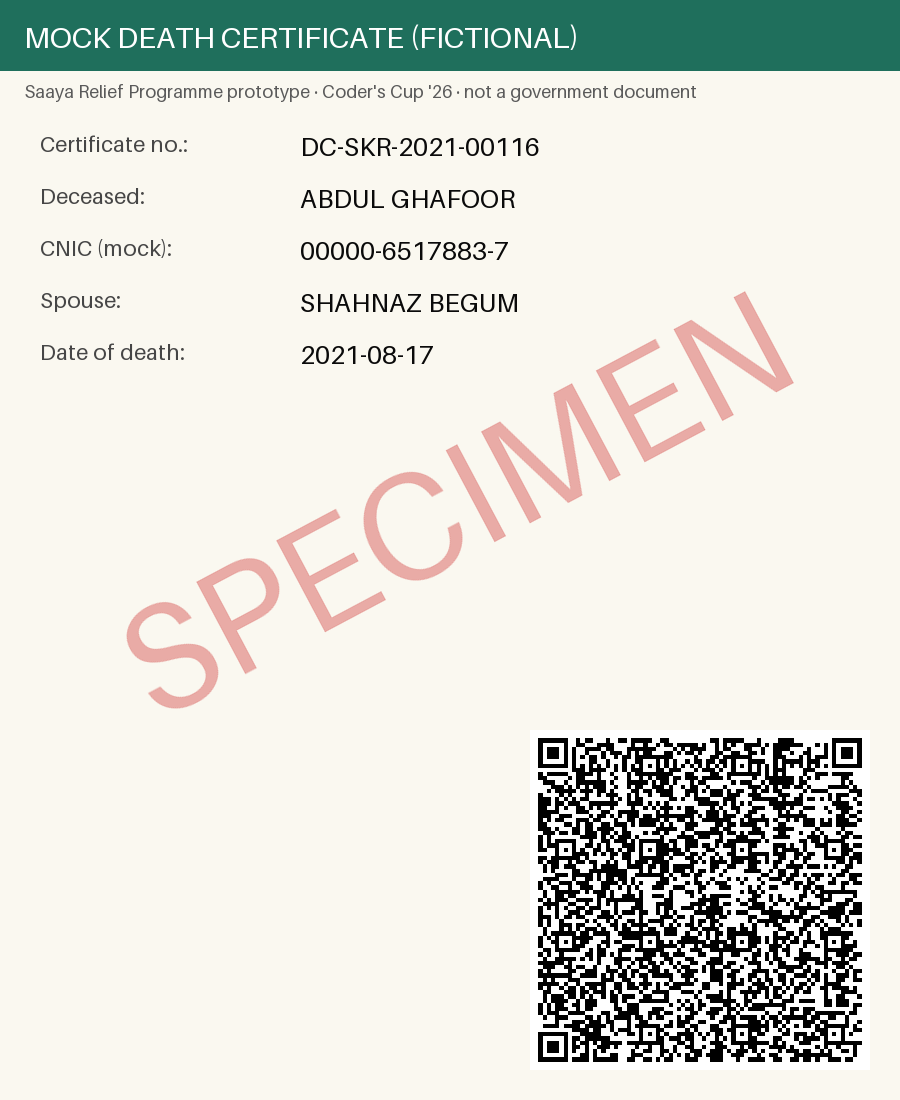 MOCK DEATH CERTIFICATE (FICTIONAL)
Saaya Relief Programme prototype · Coder's Cup '26 · not a government document
Certificate no.: DC-SKR-2021-00116
Deceased: ABDUL GHAFOOR
CNIC (mock): 00000-6517883-7
Spouse: SHAHNAZ BEGUM
Date of death: 2021-08-17
SPECIMEN